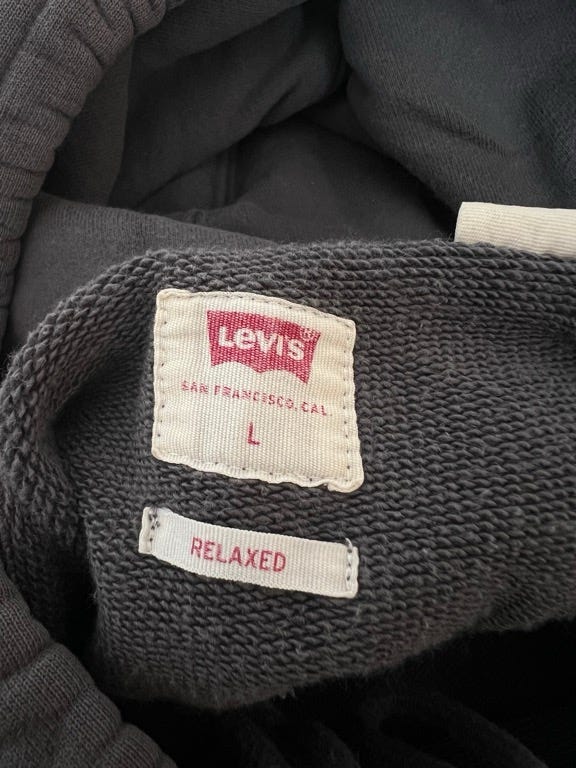 Levi's®
SAN FRANCISCO, CAL
L
RELAXED